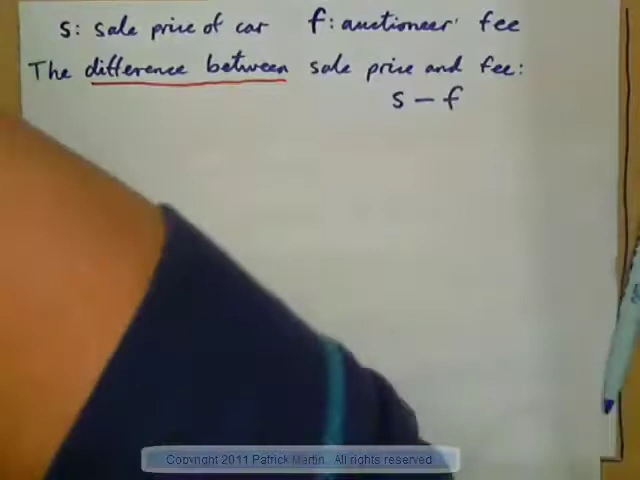 s: sale price of car f: auctioneer' fee
The difference between sale price and fee:
s – f
Copyright 2011 Patrick Martin. All rights reserved